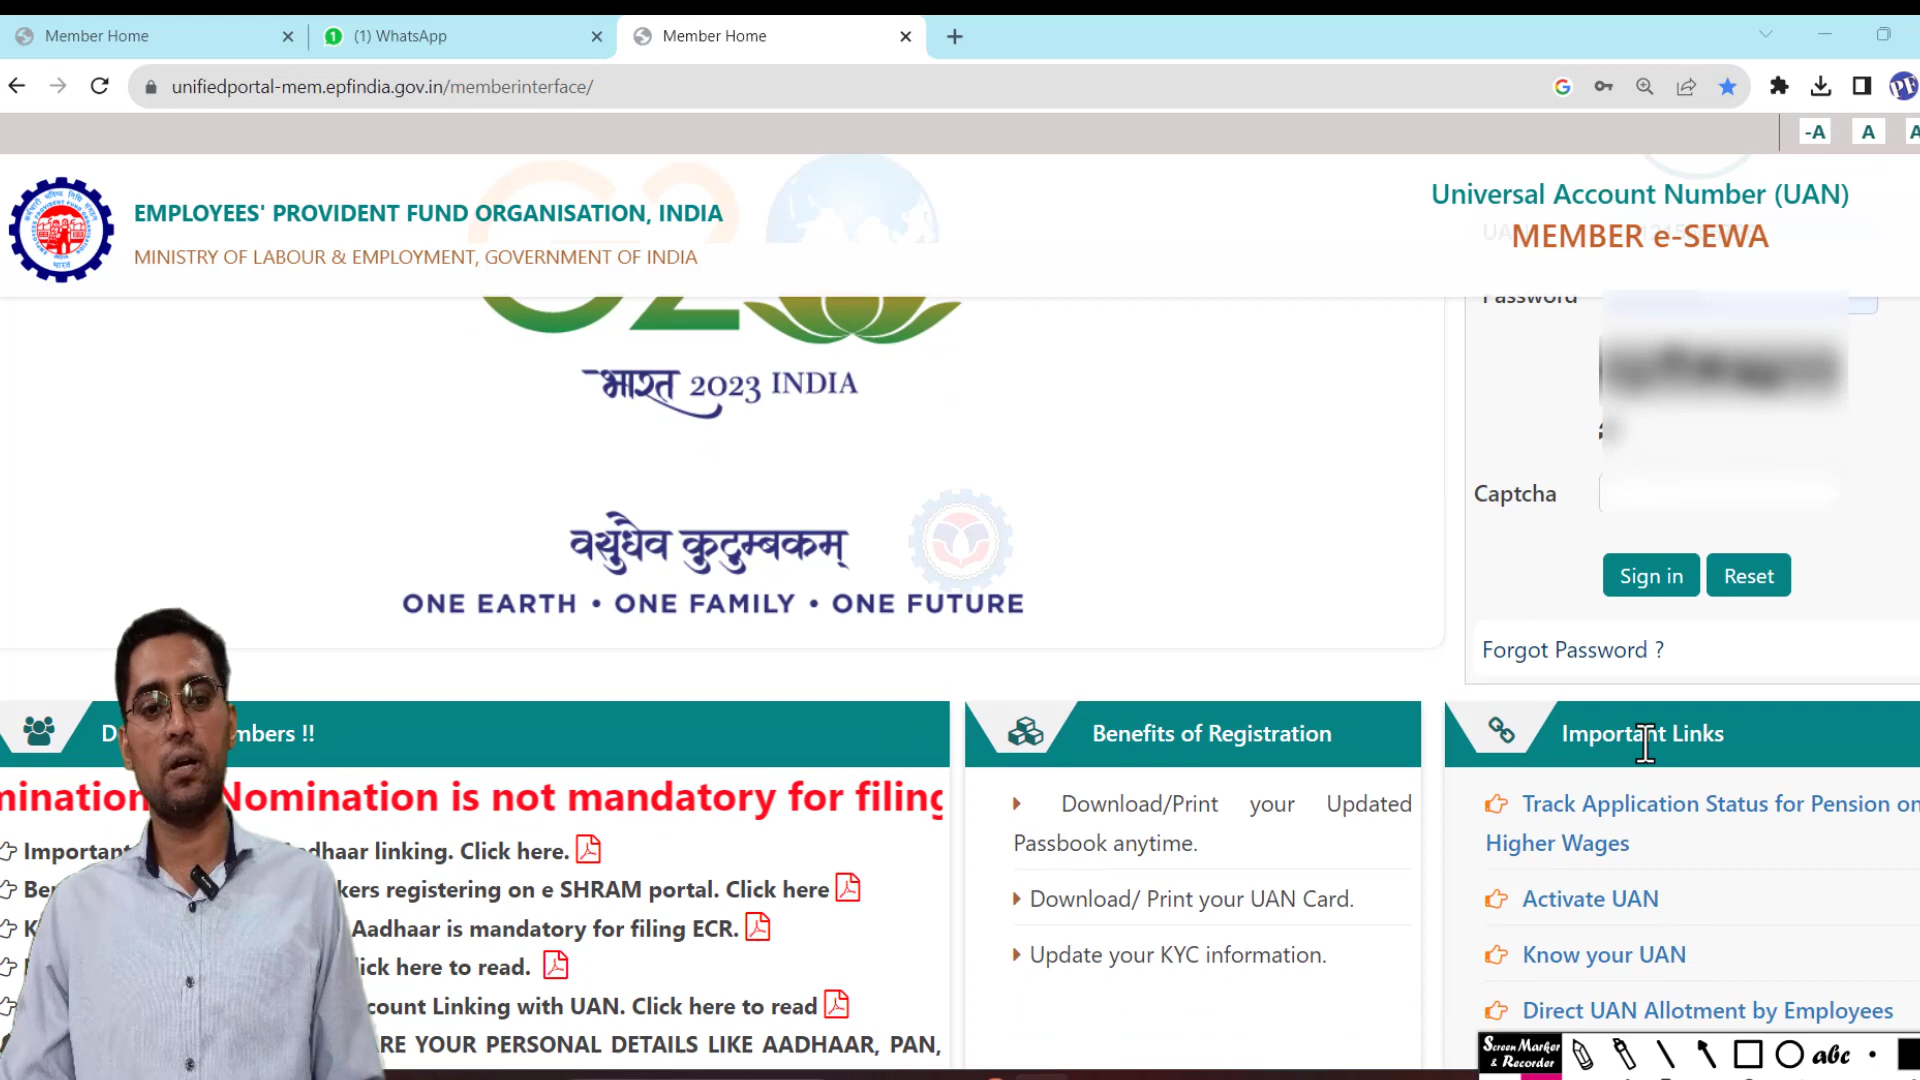 Member Home
(1) WhatsApp
Member Home
unifiedportal-mem.epfindia.gov.in/memberinterface/
-A A A
EMPLOYEES' PROVIDENT FUND ORGANISATION, INDIA
MINISTRY OF LABOUR & EMPLOYMENT, GOVERNMENT OF INDIA
Universal Account Number (UAN)
MEMBER e-SEWA
Password
भारत 2023 INDIA
वसुधैव कुटुम्बकम्
ONE EARTH • ONE FAMILY • ONE FUTURE
Captcha
Sign in Reset
Forgot Password ?
mbers !!
Nomination is not mandatory for filing
Important dhaar linking. Click here.
kers registering on e SHRAM portal. Click here
Aadhaar is mandatory for filing ECR.
ick here to read.
count Linking with UAN. Click here to read
RE YOUR PERSONAL DETAILS LIKE AADHAAR, PAN,
Benefits of Registration
Download/Print your Updated
Passbook anytime.
Download/ Print your UAN Card.
Update your KYC information.
Important Links
Track Application Status for Pension on
Higher Wages
Activate UAN
Know your UAN
Direct UAN Allotment by Employees
Screen Marker
& Recorder
abc